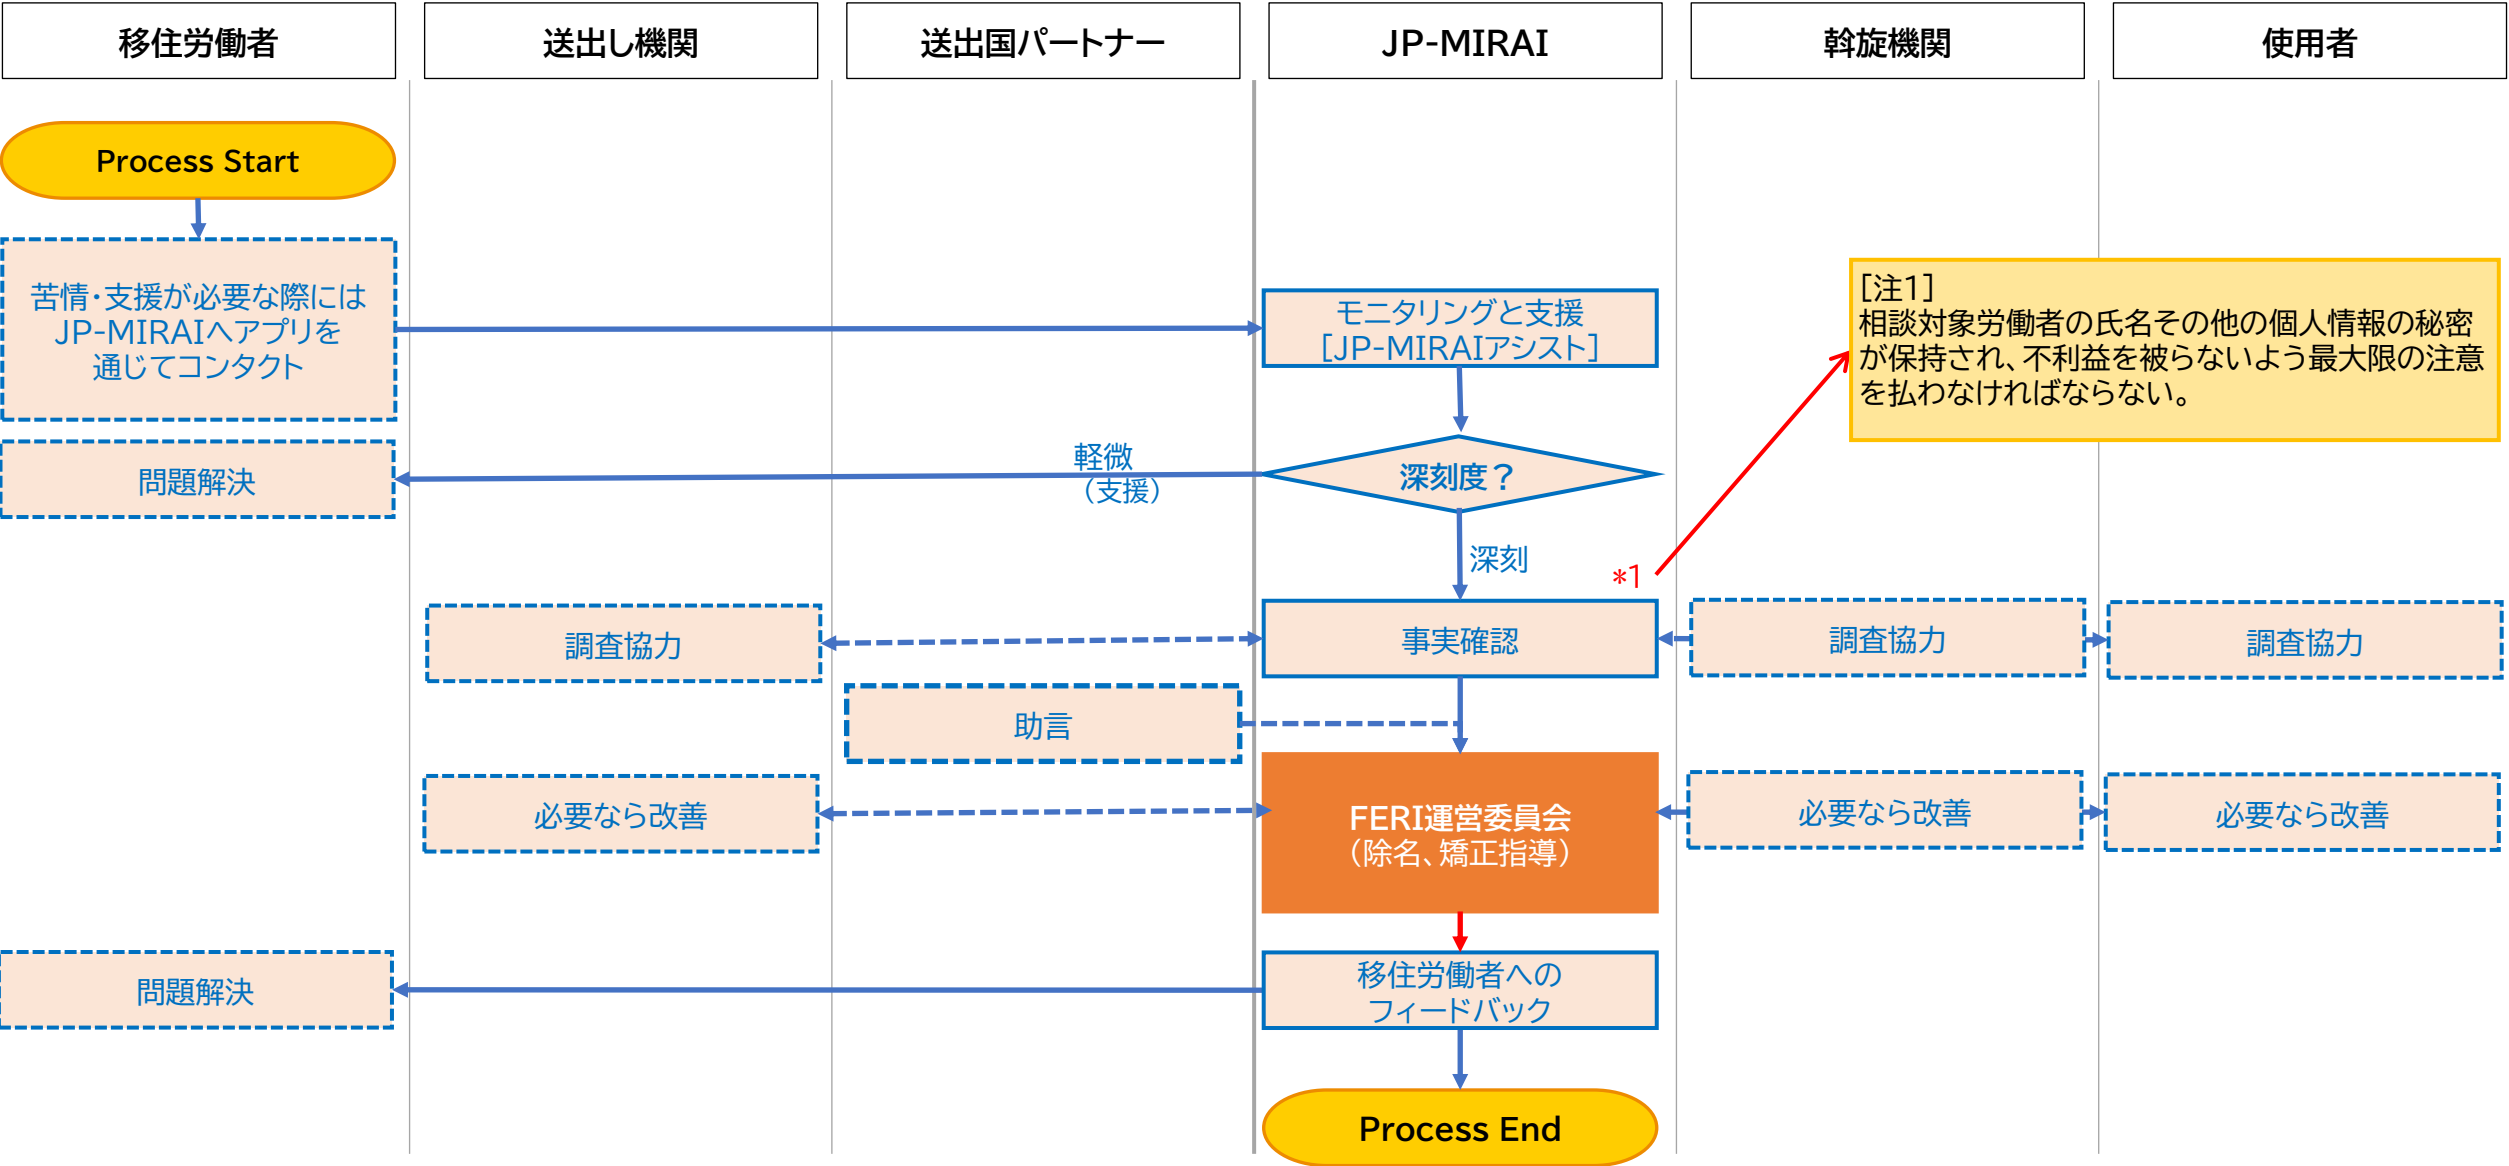 移住労働者
送出し機関
送出国パートナー
JP-MIRAI
斡旋機関
使用者
Process Start
苦情・支援が必要な際には
JP-MIRAIへアプリを
通じてコンタクト
モニタリングと支援
[JP-MIRAIアシスト]
[注1]
相談対象労働者の氏名その他の個人情報の秘密
が保持され、不利益を被らないよう最大限の注意
を払わなければならない。
問題解決
軽微
（支援）
深刻度？
深刻
*1
調査協力
事実確認
調査協力
調査協力
助言
必要なら改善
FERI運営委員会
（除名、矯正指導）
必要なら改善
必要なら改善
問題解決
移住労働者への
フィードバック
Process End